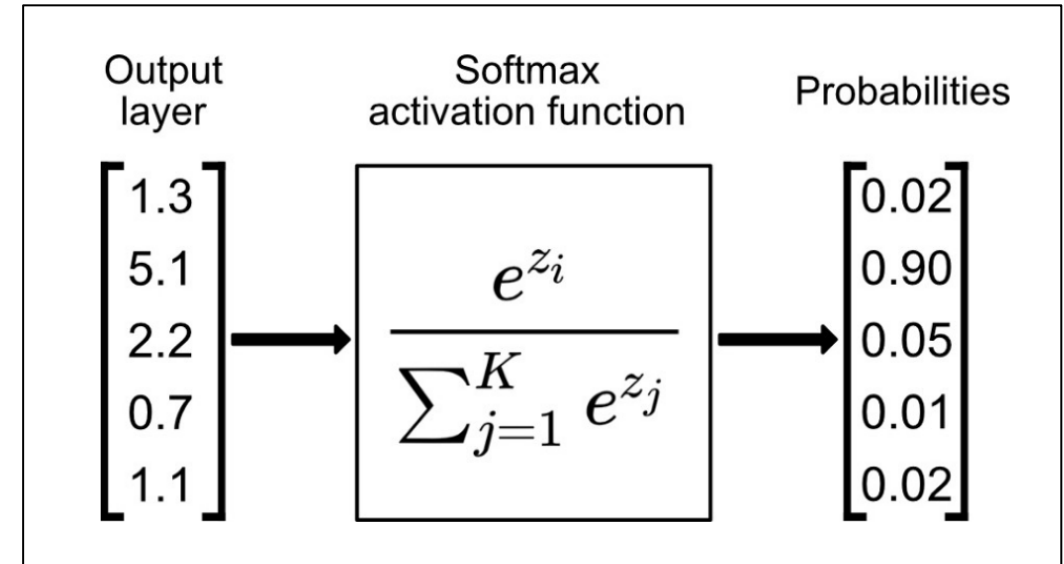 Output
layer
Softmax
activation function
Probabilities
1.3
5.1
2.2
0.7
1.1
e^{z_i}
∑_{j=1}^{K} e^{z_j}
0.02
0.90
0.05
0.01
0.02